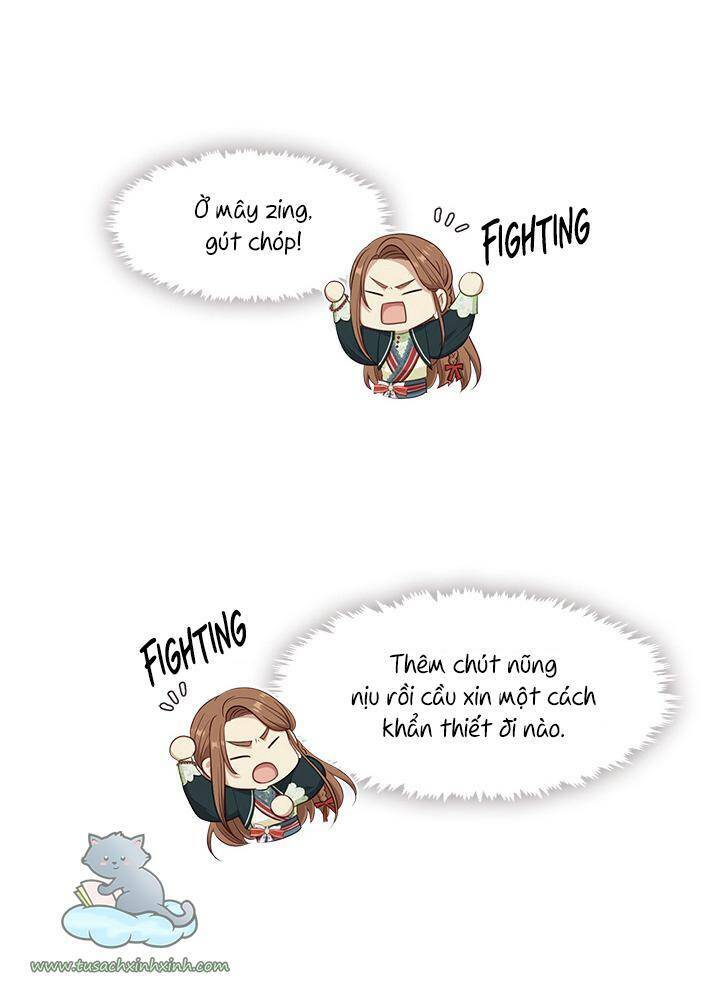 Ở mây zing,
gút chóp!
FIGHTING
FIGHTING
Thêm chút nũng
nịu rồi cầu xin một cách
khẩn thiết đi nào.
www.tusachxinhxinh.com